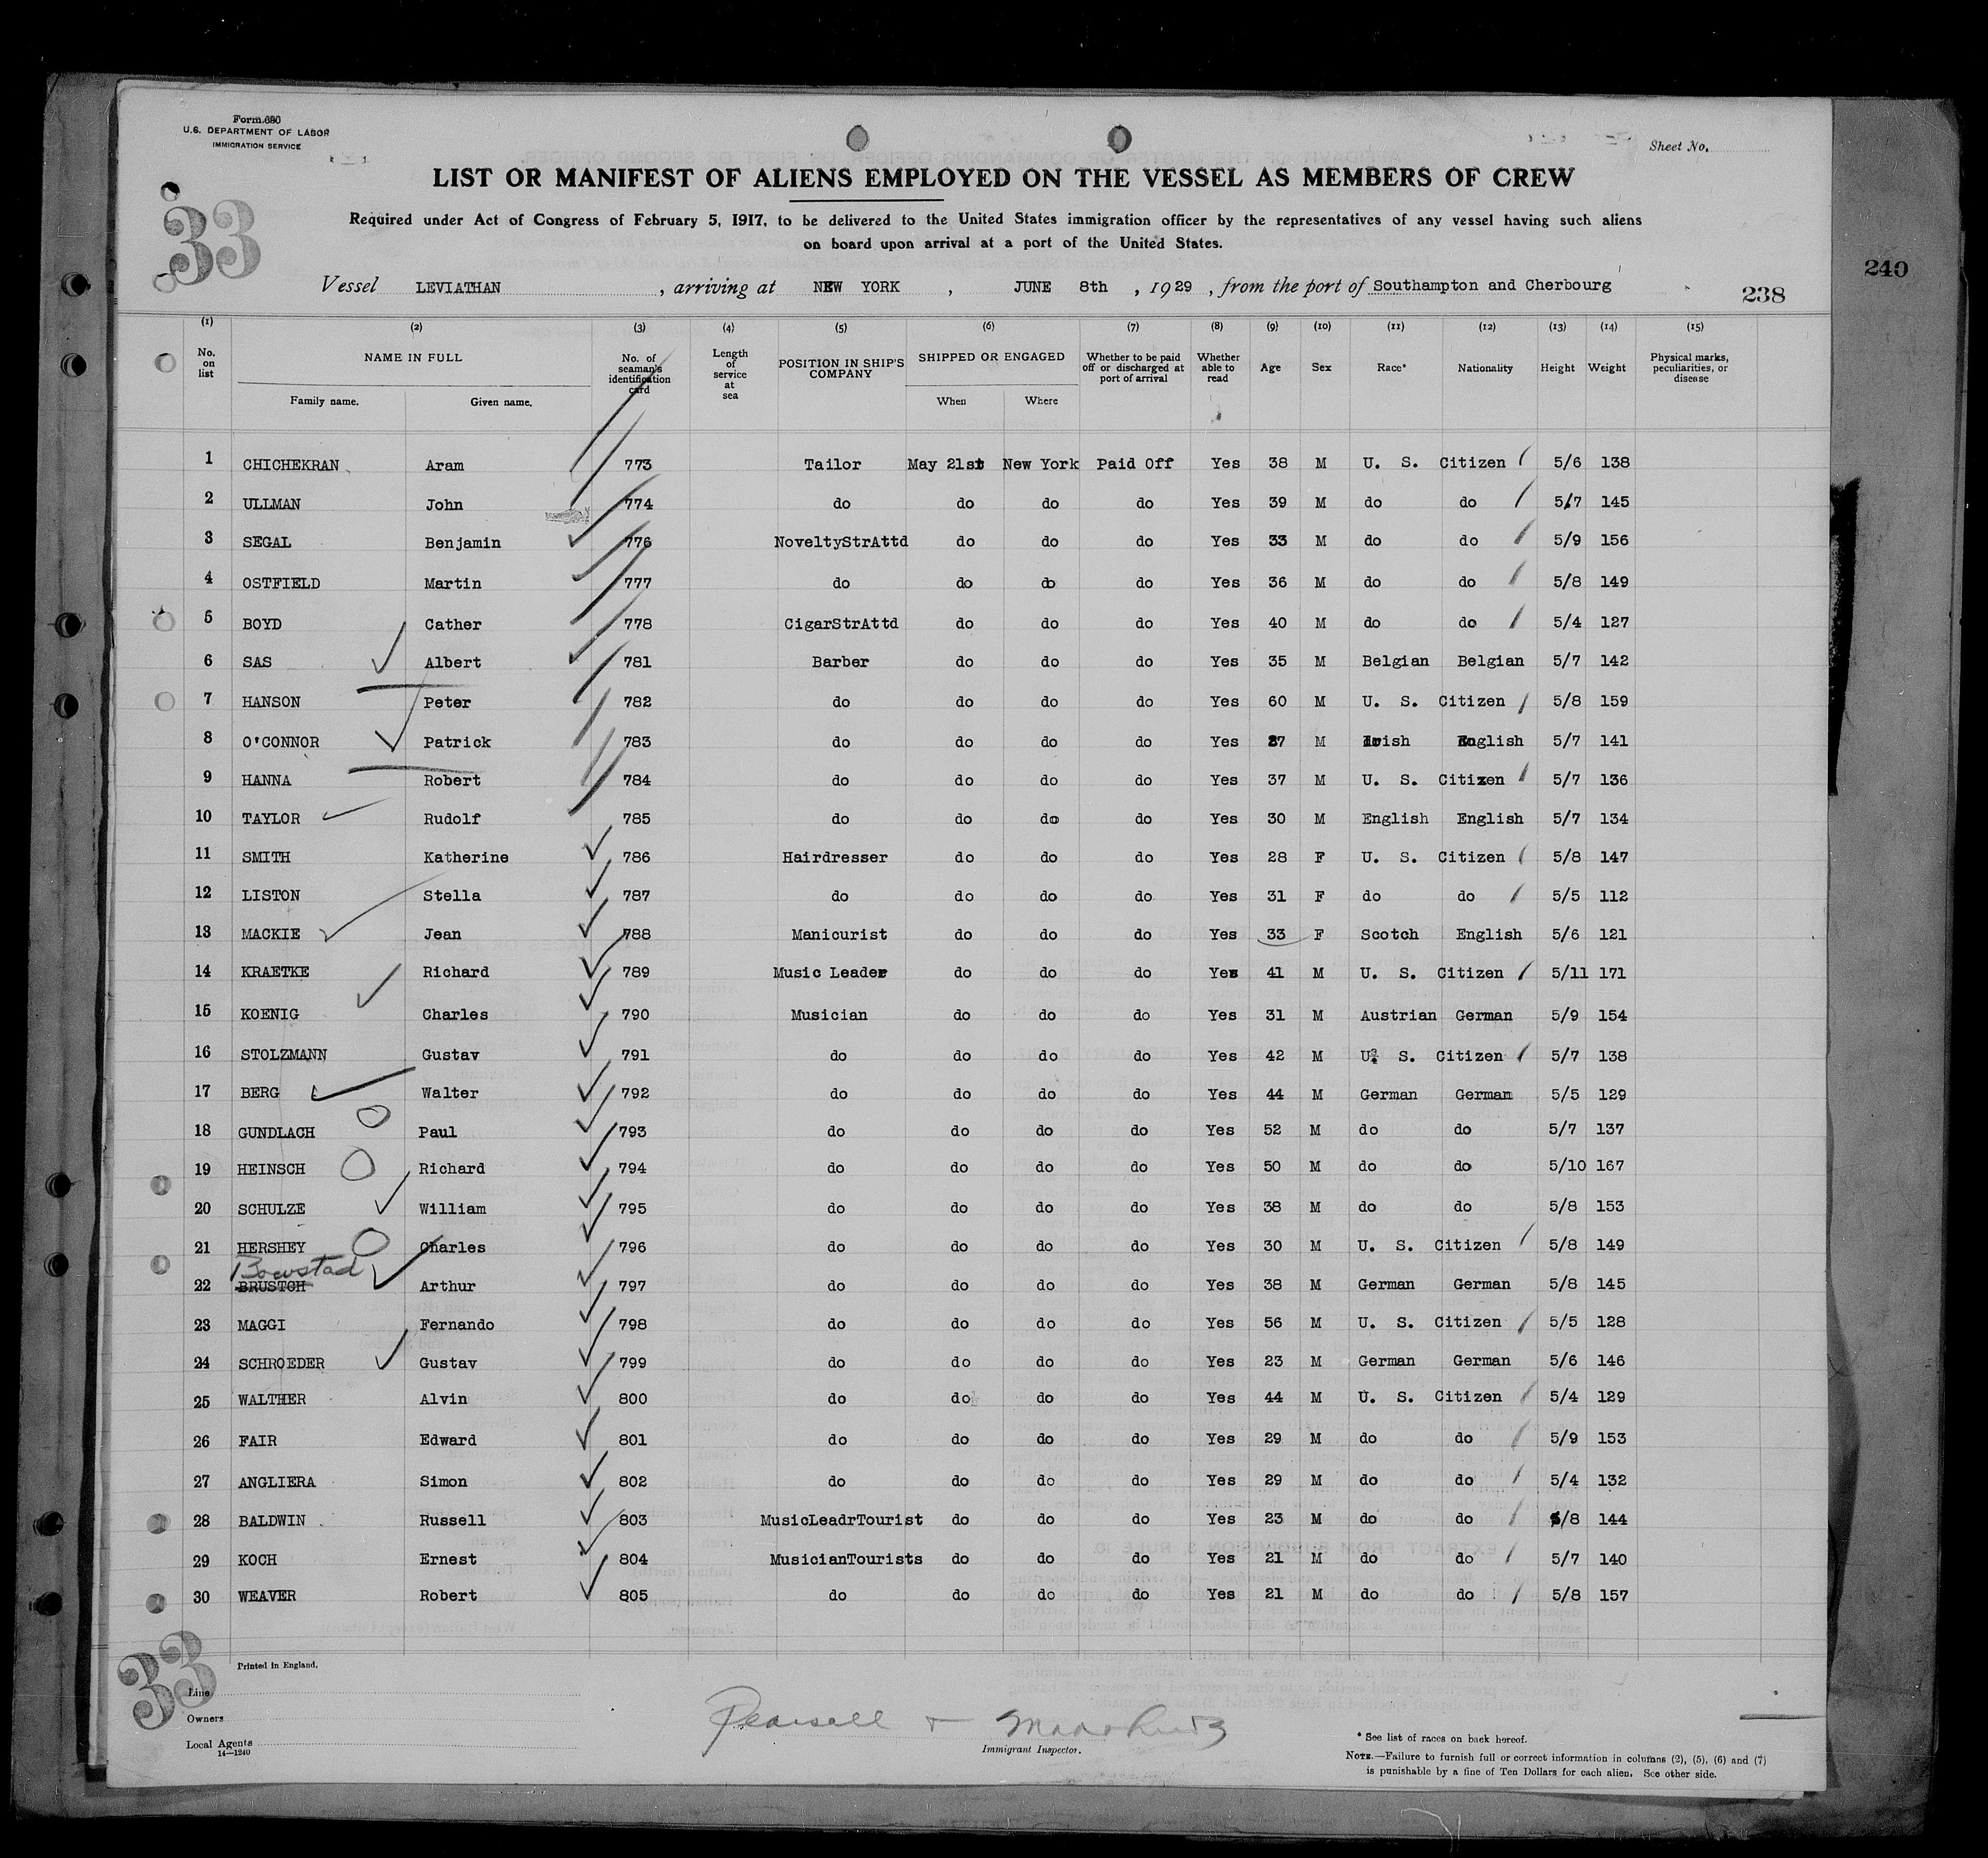 Form 680
U.S. DEPARTMENT OF LABOR
IMMIGRATION SERVICE
Sheet No.
LIST OR MANIFEST OF ALIENS EMPLOYED ON THE VESSEL AS MEMBERS OF CREW
33
Required under Act of Congress of February 5, 1917, to be delivered to the United States immigration officer by the representatives of any vessel having such aliens
on board upon arrival at a port of the United States.
240
Vessel LEVIATHAN , arriving at NEW YORK , JUNE 8th , 1929 , from the port of Southampton and Cherbourg
238
(1) (2) (3) (4) (5) (6) (7) (8) (9) (10) (11) (12) (13) (14) (15)
No. on list NAME IN FULL Family name. Given name. No. of seaman's identification card Length of service at sea POSITION IN SHIP'S COMPANY SHIPPED OR ENGAGED When Where Whether to be paid off or discharged at port of arrival Whether able to read Age Sex Race* Nationality Height Weight Physical marks, peculiarities, or disease
1 CHICHEKRAN Aram 773 Tailor May 21st New York Paid Off Yes 38 M U. S. Citizen 5/6 138
2 ULLMAN John 774 do do do do Yes 39 M do do 5/7 145
3 SEGAL Benjamin 776 NoveltyStrAttd do do do Yes 33 M do do 5/9 156
4 OSTFIELD Martin 777 do do do do Yes 36 M do do 5/8 149
5 BOYD Cather 778 CigarStrAttd do do do Yes 40 M do do 5/4 127
6 SAS Albert 781 Barber do do do Yes 35 M Belgian Belgian 5/7 142
7 HANSON Peter 782 do do do do Yes 60 M U. S. Citizen 5/8 159
8 O'CONNOR Patrick 783 do do do do Yes 27 M Irish English 5/7 141
9 HANNA Robert 784 do do do do Yes 37 M U. S. Citizen 5/7 136
10 TAYLOR Rudolf 785 do do do do Yes 30 M English English 5/7 134
11 SMITH Katherine 786 Hairdresser do do do Yes 28 F U. S. Citizen 5/8 147
12 LISTON Stella 787 do do do do Yes 31 F do do 5/5 112
13 MACKIE Jean 788 Manicurist do do do Yes 33 F Scotch English 5/6 121
14 KRAETKE Richard 789 Music Leader do do do Yes 41 M U. S. Citizen 5/11 171
15 KOENIG Charles 790 Musician do do do Yes 31 M Austrian German 5/9 154
16 STOLZMANN Gustav 791 do do do do Yes 42 M U. S. Citizen 5/7 138
17 BERG Walter 792 do do do do Yes 44 M German German 5/5 129
18 GUNDLACH Paul 793 do do do do Yes 52 M do do 5/7 137
19 HEINSCH Richard 794 do do do do Yes 50 M do do 5/10 167
20 SCHULZE William 795 do do do do Yes 38 M do do 5/8 153
21 HERSHEY Charles 796 do do do do Yes 30 M U. S. Citizen 5/8 149
22 BRUSTCH Arthur 797 do do do do Yes 38 M German German 5/8 145
23 MAGGI Fernando 798 do do do do Yes 56 M U. S. Citizen 5/5 128
24 SCHROEDER Gustav 799 do do do do Yes 23 M German German 5/6 146
25 WALTHER Alvin 800 do do do do Yes 44 M U. S. Citizen 5/4 129
26 FAIR Edward 801 do do do do Yes 29 M do do 5/9 153
27 ANGLIERA Simon 802 do do do do Yes 29 M do do 5/4 132
28 BALDWIN Russell 803 MusicLeadrTourist do do do Yes 23 M do do 5/8 144
29 KOCH Ernest 804 MusicianTourists do do do Yes 21 M do do 5/7 140
30 WEAVER Robert 805 do do do do Yes 21 M do do 5/8 157
33
Printed in England.
Line
Owners
Local Agents
14—1240
Pearsall
Immigrant Inspector.
* See list of races on back hereof.
NOTE.—Failure to furnish full or correct information in columns (2), (5), (6) and (7)
is punishable by a fine of Ten Dollars for each alien. See other side.